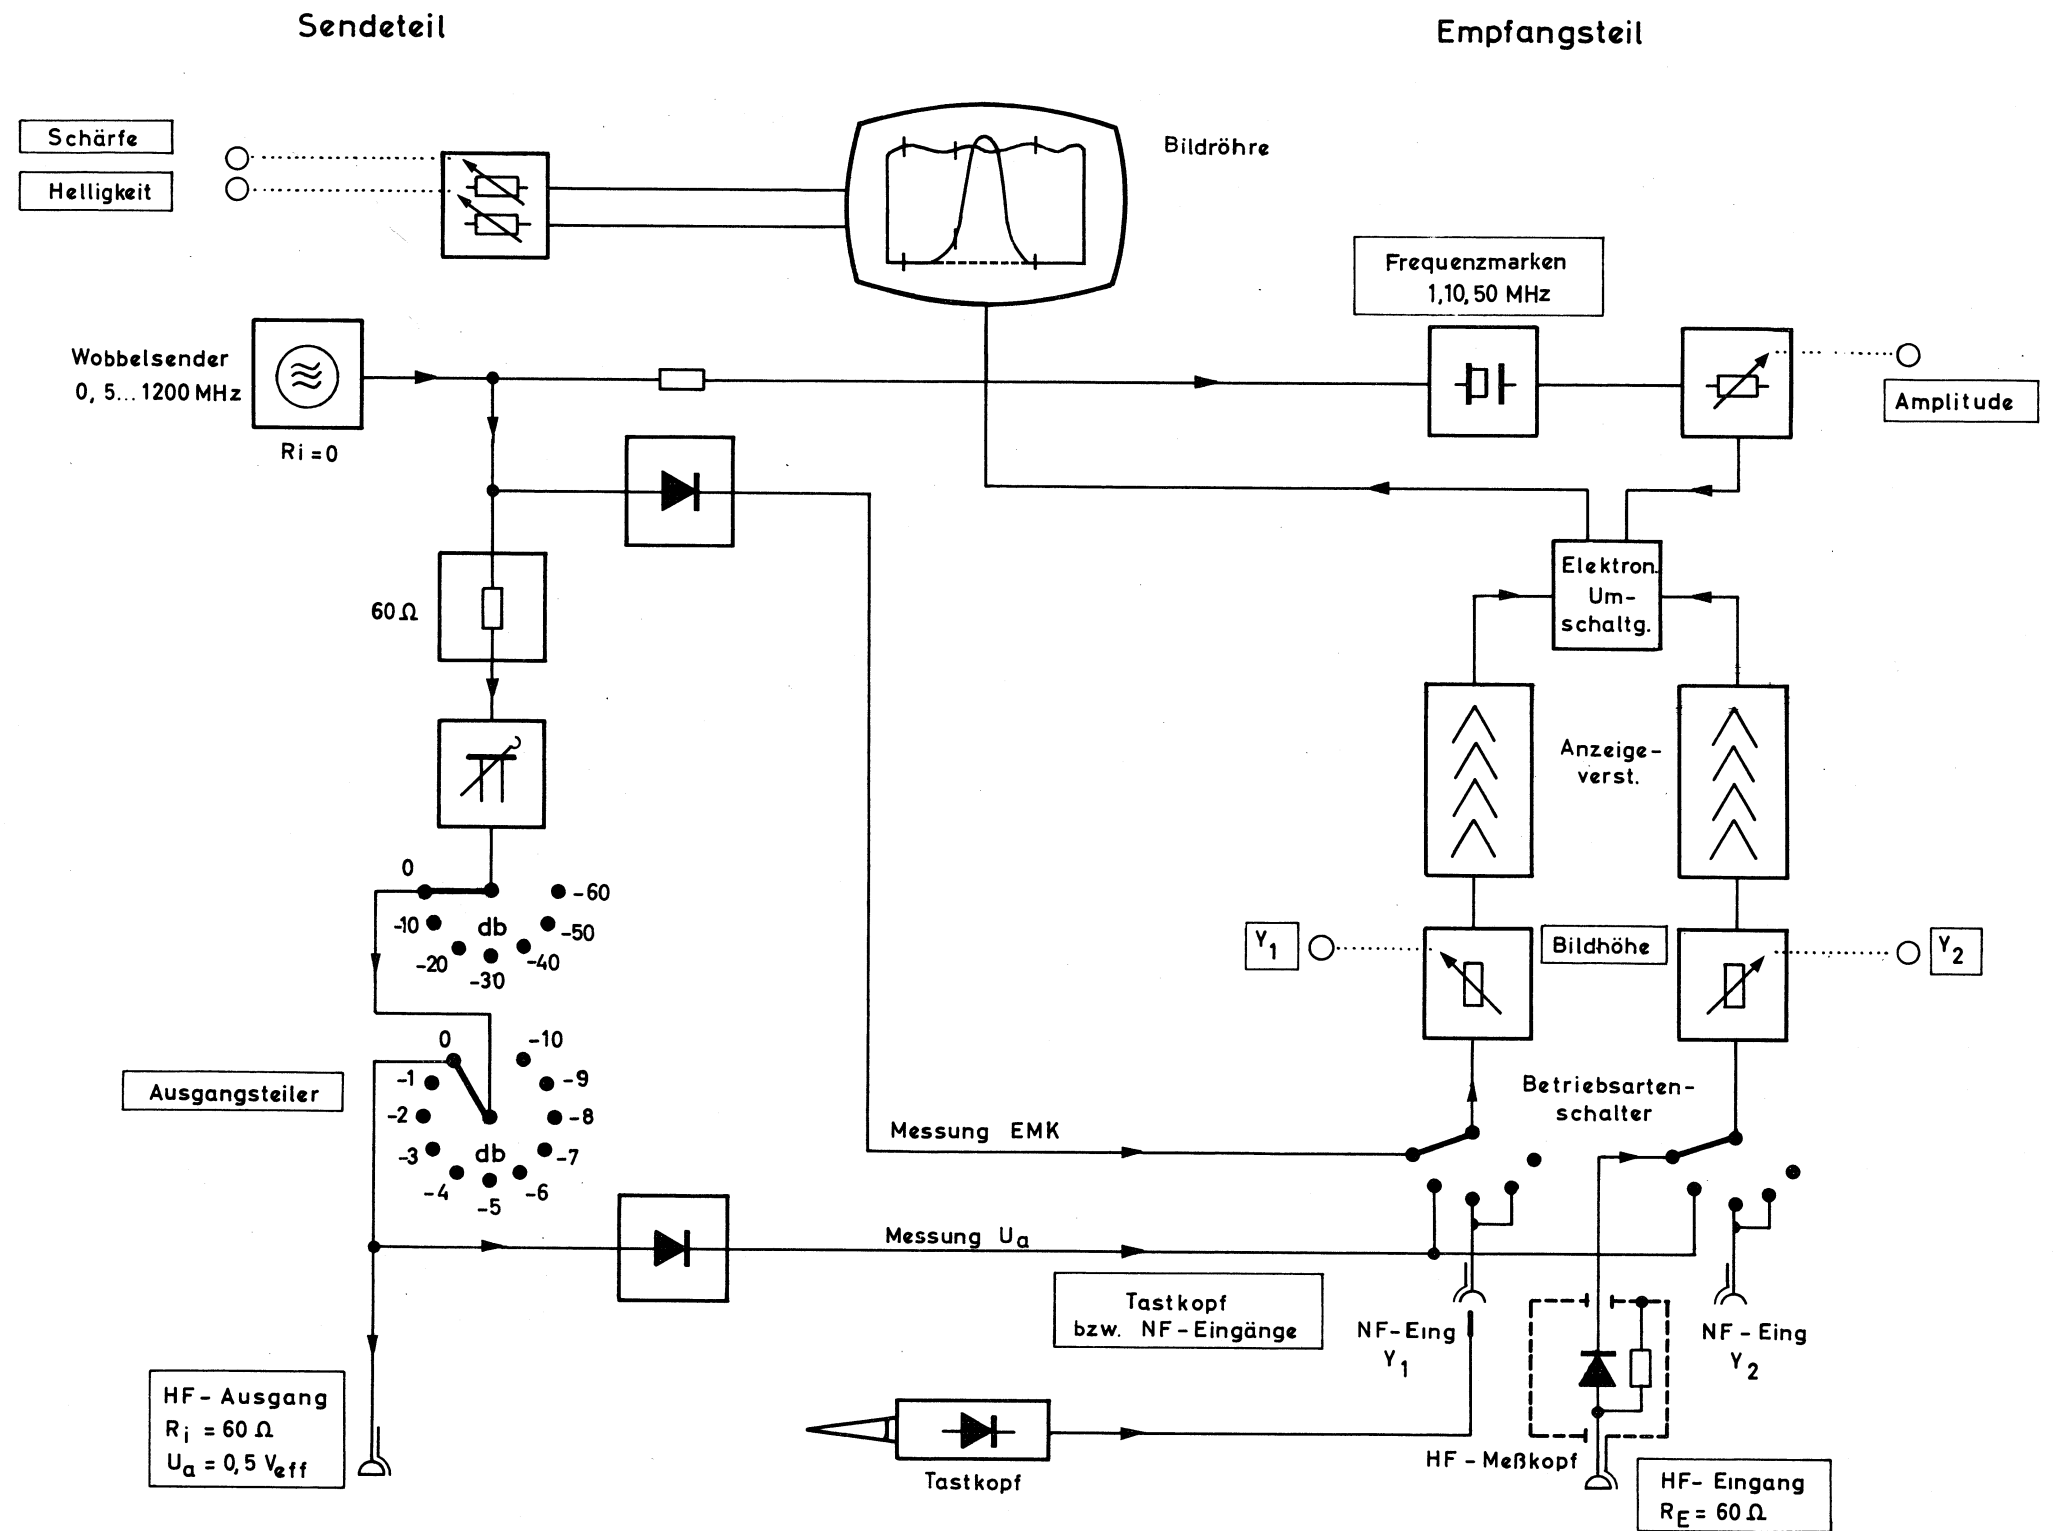 Sendeteil
Empfangsteil
Schärfe
Helligkeit
Bildröhre
Frequenzmarken
1,10,50 MHz
Wobbelsender
0, 5... 1200 MHz
Ri = 0
Amplitude
Elektron.
Um-
schaltg.
60 Ω
Anzeige-
verst.
0
-10
-20
-30
-40
-50
-60
db
Y1
Bildhöhe
Y2
Ausgangsteiler
0
-1
-2
-3
-4
-5
-6
-7
-8
-9
-10
db
Betriebsarten-
schalter
Messung EMK
Messung Ua
Tastkopf
bzw. NF-Eingänge
NF-Eing
Y1
NF-Eing
Y2
HF-Ausgang
Ri = 60 Ω
Ua = 0,5 Veff
Tastkopf
HF-Meßkopf
HF-Eingang
RE = 60 Ω